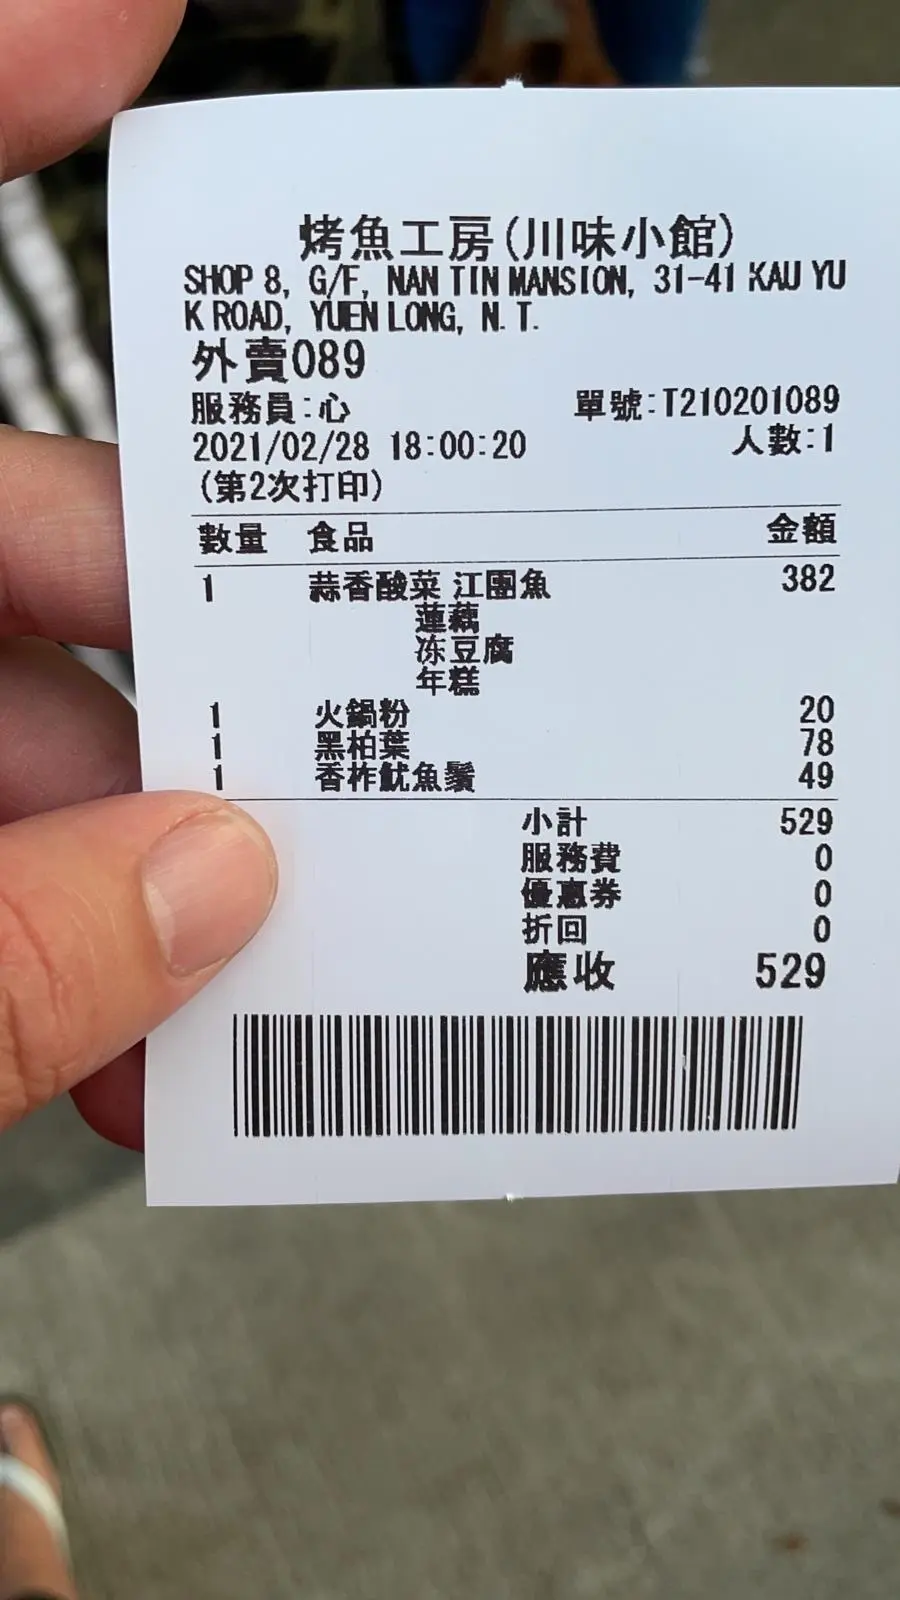 烤魚工房(川味小館)
SHOP 8, G/F, NAN TIN MANSION, 31-41 KAU YU
K ROAD, YUEN LONG, N.T.
外賣089
服務員:心 單號:T210201089
2021/02/28 18:00:20 人數:1
(第2次打印)
數量 食品 金額
1 蒜香酸菜 江團魚 382
蓮藕
冻豆腐
年糕
1 火鍋粉 20
1 黑柏葉 78
1 香柞魷魚鬚 49
小計 529
服務費 0
優惠券 0
折回 0
應收 529